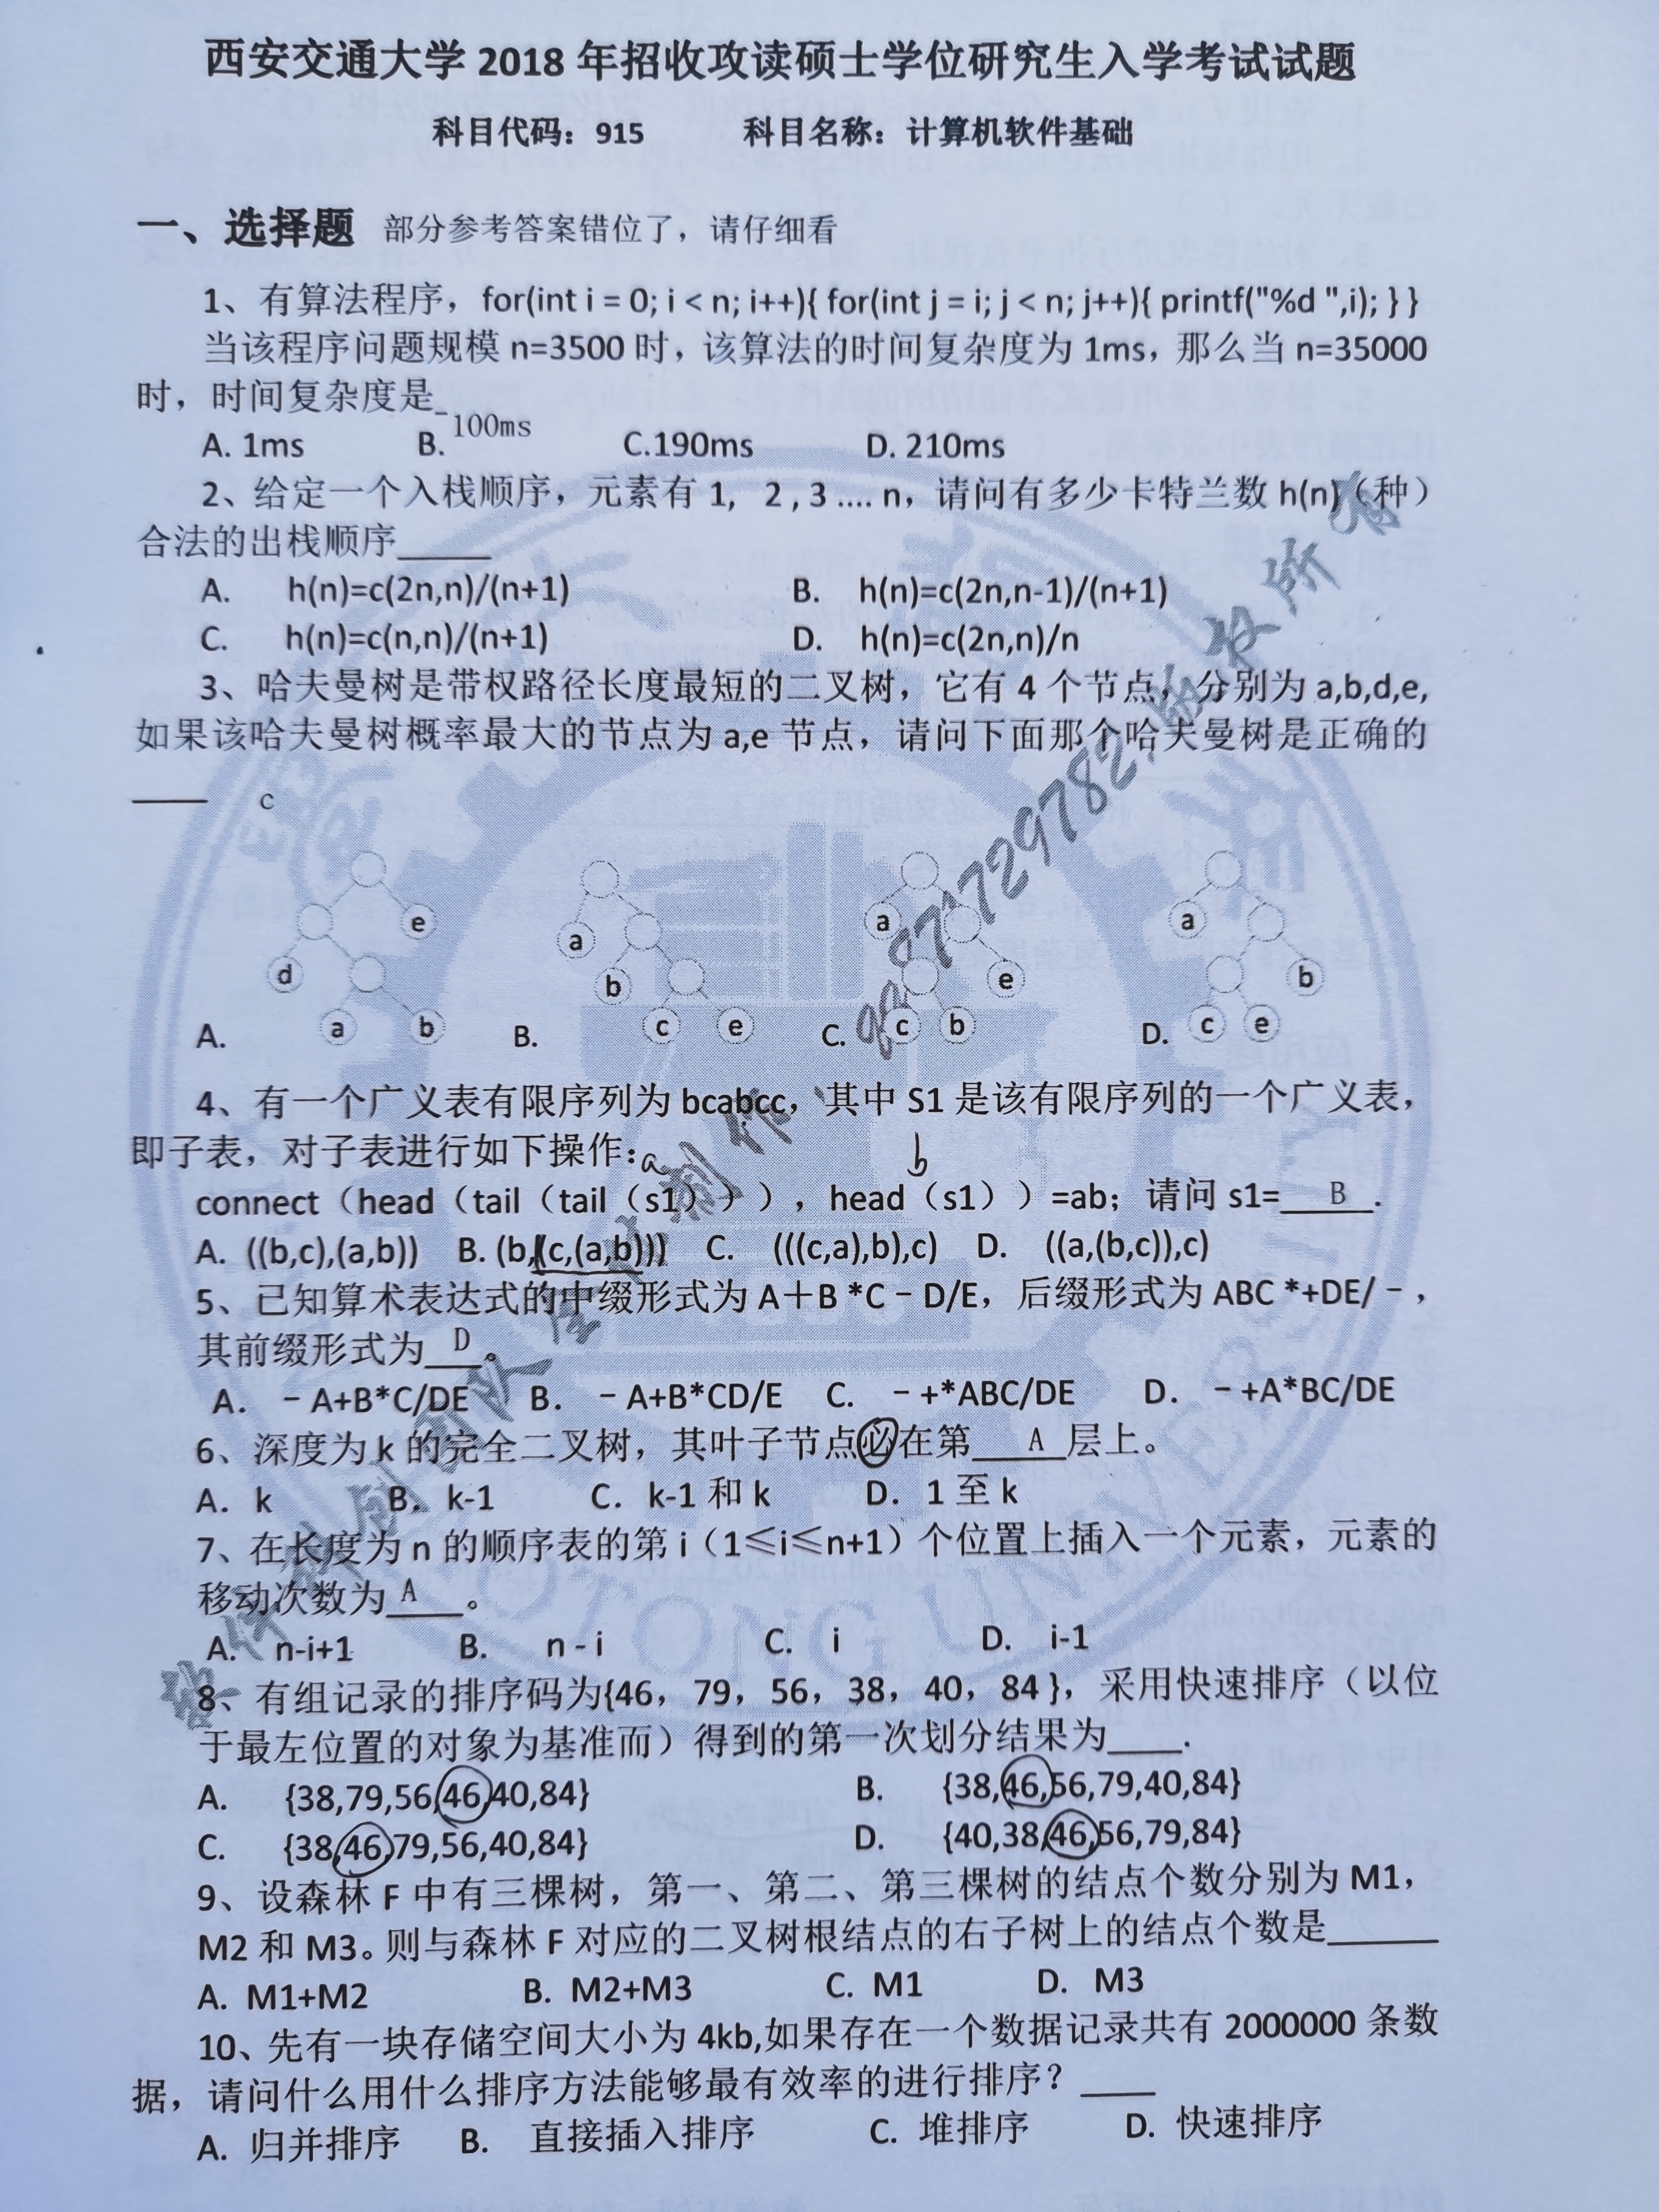 西安交通大学 2018 年招收攻读硕士学位研究生入学考试试题
科目代码：915 科目名称：计算机软件基础
一、选择题 部分参考答案错位了，请仔细看
1、有算法程序，for(int i = 0; i < n; i++){ for(int j = i; j < n; j++){ printf("%d ",i); } }
当该程序问题规模 n=3500 时，该算法的时间复杂度为 1ms，那么当 n=35000
时，时间复杂度是_
A. 1ms B. 100ms C.190ms D. 210ms
2、给定一个入栈顺序，元素有 1， 2 , 3 .... n，请问有多少卡特兰数 h(n)（种）
合法的出栈顺序_____
A. h(n)=c(2n,n)/(n+1) B. h(n)=c(2n,n-1)/(n+1)
C. h(n)=c(n,n)/(n+1) D. h(n)=c(2n,n)/n
3、哈夫曼树是带权路径长度最短的二叉树，它有 4 个节点，分别为 a,b,d,e,
如果该哈夫曼树概率最大的节点为 a,e 节点，请问下面那个哈夫曼树是正确的
____ c
e d a b
a b c e
a e c b
a b c e
A. B. C. D.
4、有一个广义表有限序列为 bcabcc，其中 S1 是该有限序列的一个广义表，
即子表，对子表进行如下操作：a b
connect（head（tail（tail（s1）））），head（s1））=ab；请问 s1=__B__.
A. ((b,c),(a,b)) B. (b,(c,(a,b))) C. (((c,a),b),c) D. ((a,(b,c)),c)
5、已知算术表达式的中缀形式为 A＋B *C－D/E，后缀形式为 ABC *+DE/－，
其前缀形式为_D_。
A. －A+B*C/DE B. －A+B*CD/E C. －+*ABC/DE D. －+A*BC/DE
6、深度为 k 的完全二叉树，其叶子节点必在第__A__层上。
A. k B. k-1 C. k-1 和 k D. 1 至 k
7、在长度为 n 的顺序表的第 i（1≤i≤n+1）个位置上插入一个元素，元素的
移动次数为_A_。
A. n-i+1 B. n - i C. i D. i-1
8、有组记录的排序码为{46，79，56，38，40，84 }，采用快速排序（以位
于最左位置的对象为基准而）得到的第一次划分结果为____.
A. {38,79,56,46,40,84} B. {38,46,56,79,40,84}
C. {38,46,79,56,40,84} D. {40,38,46,56,79,84}
9、设森林 F 中有三棵树，第一、第二、第三棵树的结点个数分别为 M1，
M2 和 M3。则与森林 F 对应的二叉树根结点的右子树上的结点个数是______
A. M1+M2 B. M2+M3 C. M1 D. M3
10、先有一块存储空间大小为 4kb,如果存在一个数据记录共有 2000000 条数
据，请问什么用什么排序方法能够最有效率的进行排序？____
A. 归并排序 B. 直接插入排序 C. 堆排序 D. 快速排序